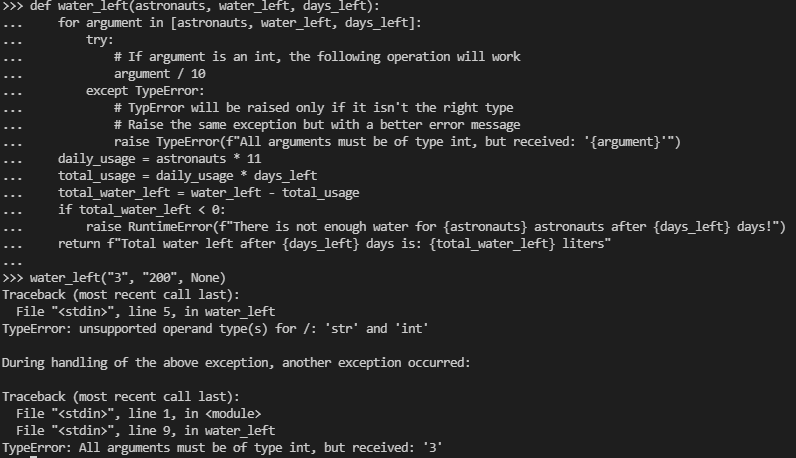 >>> def water_left(astronauts, water_left, days_left):
...     for argument in [astronauts, water_left, days_left]:
...         try:
...             # If argument is an int, the following operation will work
...             argument / 10
...         except TypeError:
...             # TypError will be raised only if it isn't the right type
...             # Raise the same exception but with a better error message
...             raise TypeError(f"All arguments must be of type int, but received: '{argument}'")
...     daily_usage = astronauts * 11
...     total_usage = daily_usage * days_left
...     total_water_left = water_left - total_usage
...     if total_water_left < 0:
...         raise RuntimeError(f"There is not enough water for {astronauts} astronauts after {days_left} days!")
...     return f"Total water left after {days_left} days is: {total_water_left} liters"
...
>>> water_left("3", "200", None)
Traceback (most recent call last):
  File "<stdin>", line 5, in water_left
TypeError: unsupported operand type(s) for /: 'str' and 'int'

During handling of the above exception, another exception occurred:

Traceback (most recent call last):
  File "<stdin>", line 1, in <module>
  File "<stdin>", line 9, in water_left
TypeError: All arguments must be of type int, but received: '3'